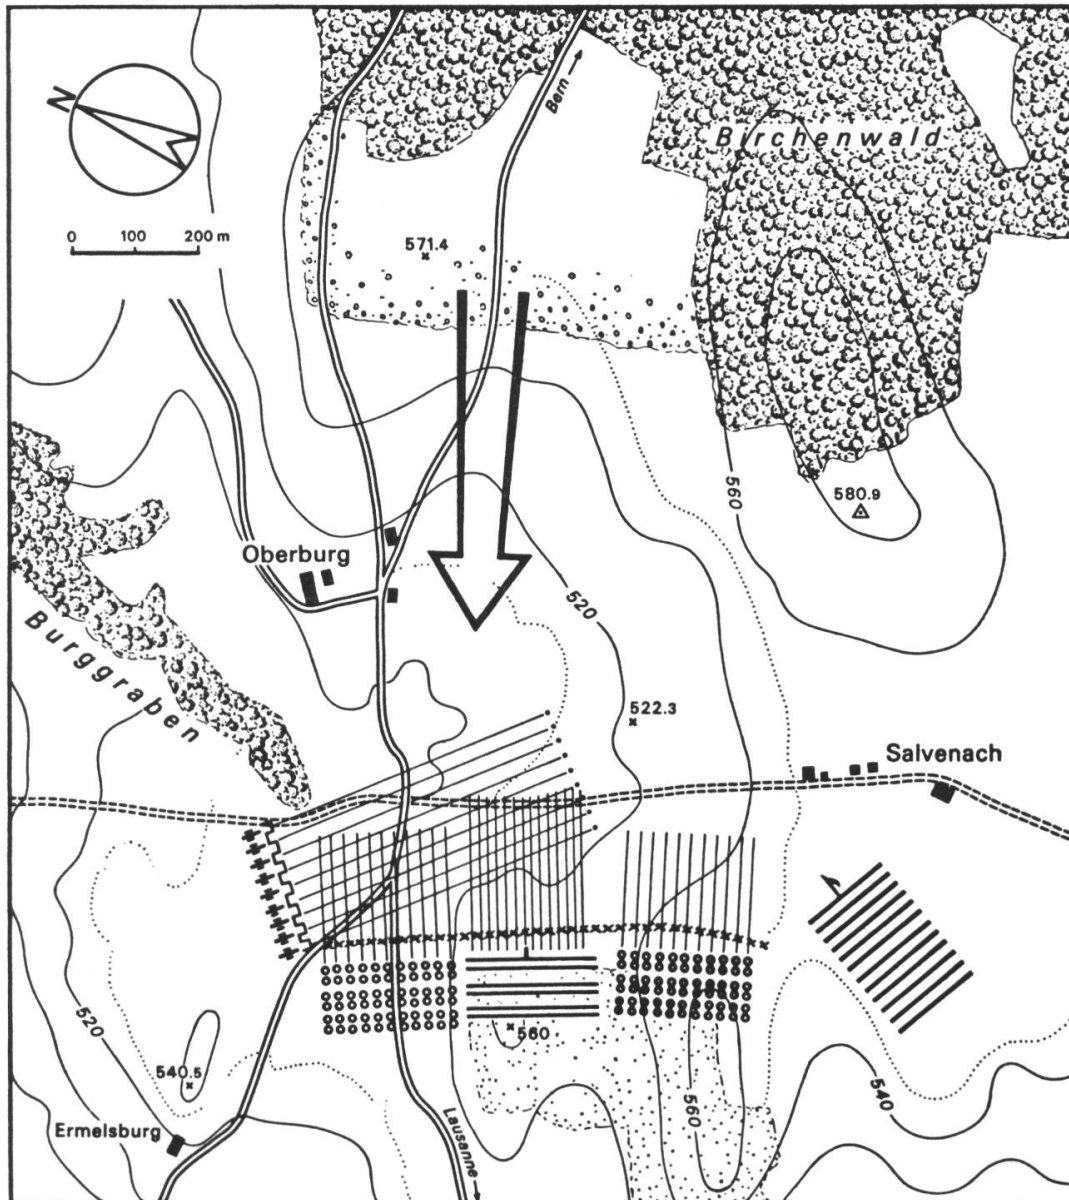 N
0 100 200 m
Bern
Birchenwald
571.4
560
580.9
Oberburg
520
Burggraben
522.3
Salvenach
520
560
540.5
560
540
Ermelsburg
Lausanne